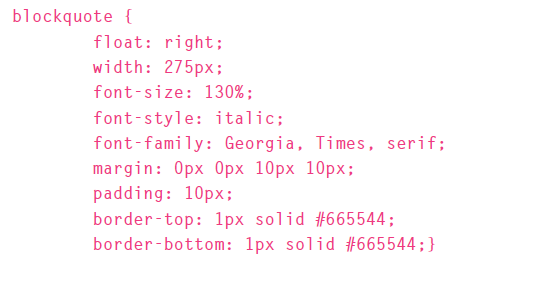 blockquote {
float: right;
width: 275px;
font-size: 130%;
font-style: italic;
font-family: Georgia, Times, serif;
margin: 0px 0px 10px 10px;
padding: 10px;
border-top: 1px solid #665544;
border-bottom: 1px solid #665544;}